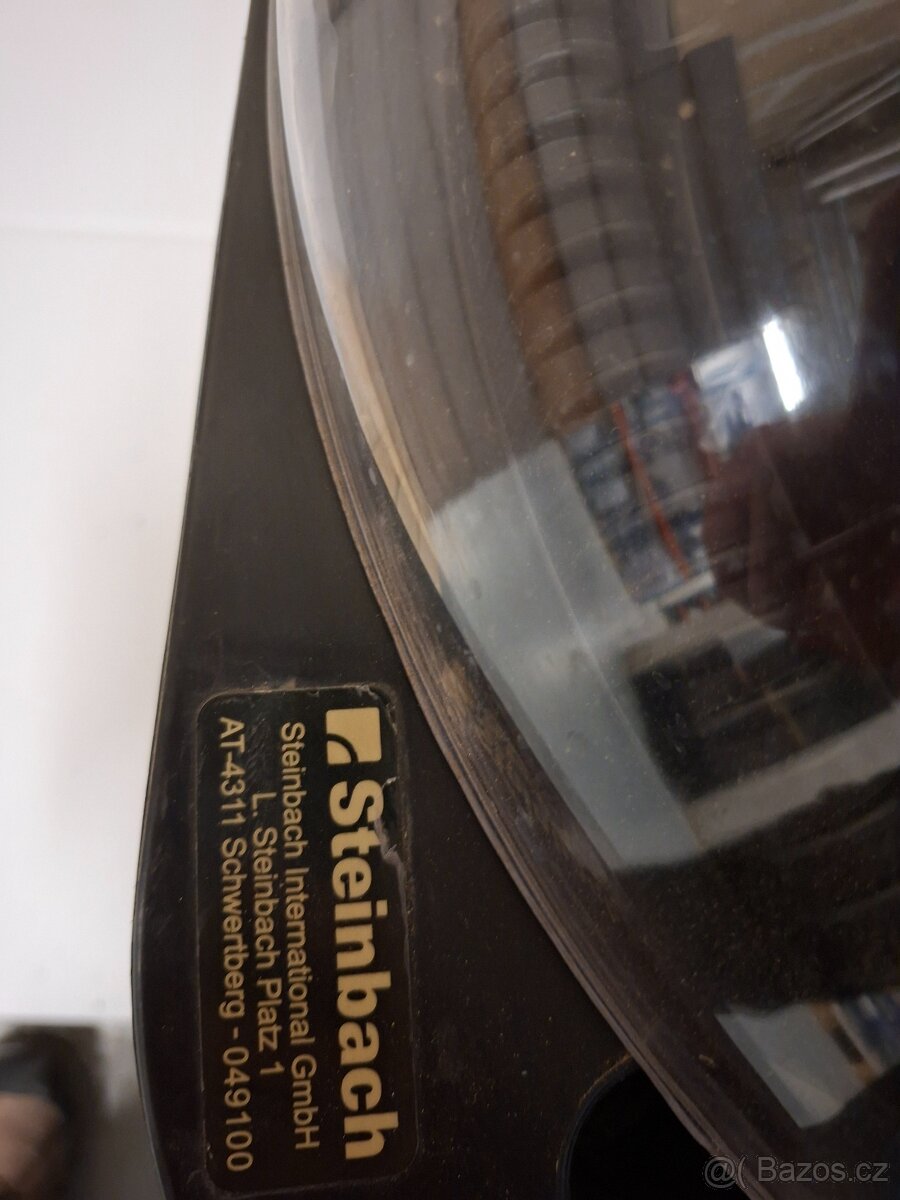 Steinbach
Steinbach International GmbH
L. Steinbach Platz 1
AT-4311 Schwertberg - 049100
@( Bazos.cz